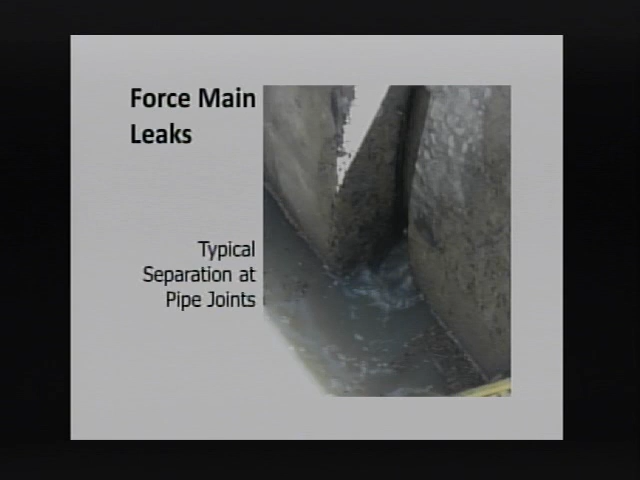 Force Main
Leaks
Typical
Separation at
Pipe Joints